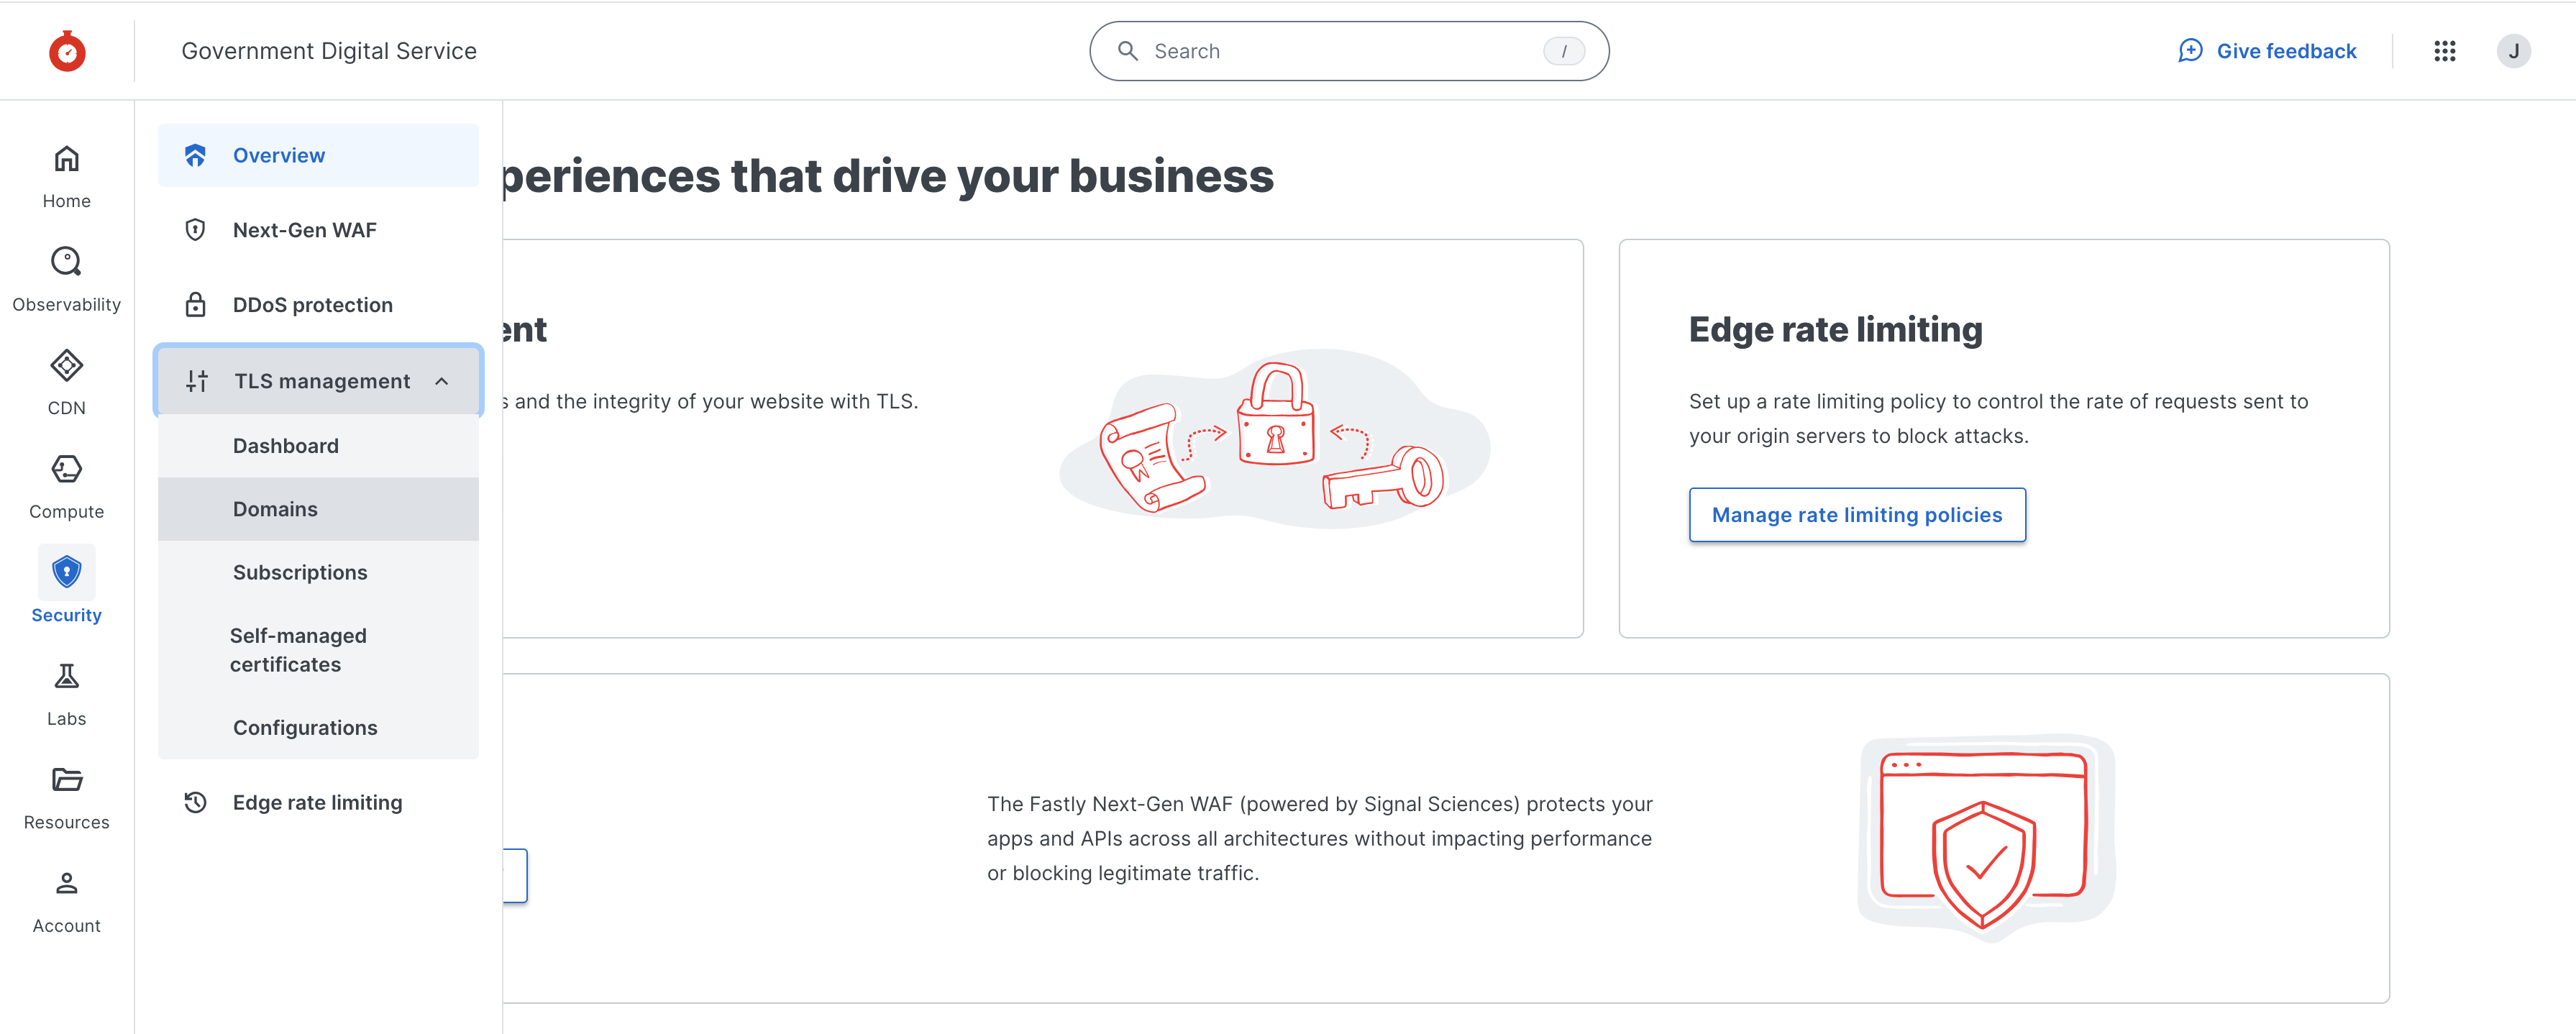 Government Digital Service
Search
/
Give feedback
J
Home
Observability
CDN
Compute
Security
Labs
Resources
Account
Overview
Next-Gen WAF
DDoS protection
TLS management
Dashboard
Domains
Subscriptions
Self-managed
certificates
Configurations
Edge rate limiting
periences that drive your business
ent
s and the integrity of your website with TLS.
Edge rate limiting
Set up a rate limiting policy to control the rate of requests sent to
your origin servers to block attacks.
Manage rate limiting policies
The Fastly Next-Gen WAF (powered by Signal Sciences) protects your
apps and APIs across all architectures without impacting performance
or blocking legitimate traffic.